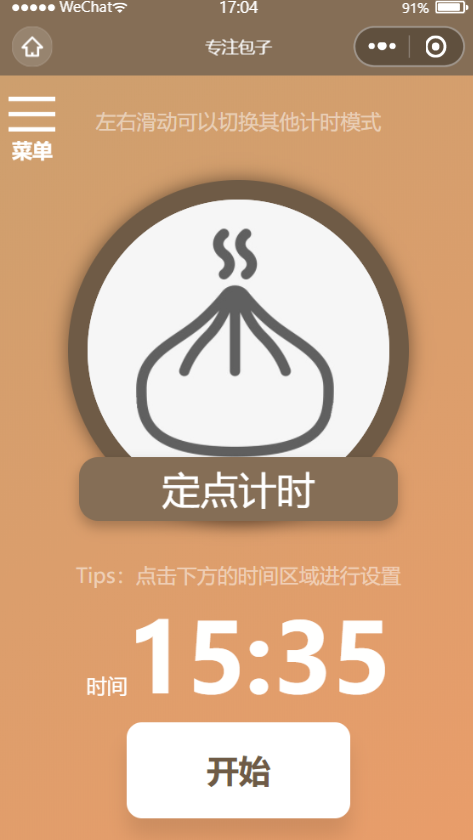 WeChat 17:04 91%
专注包子
左右滑动可以切换其他计时模式
菜单
定点计时
Tips：点击下方的时间区域进行设置
时间 15:35
开始